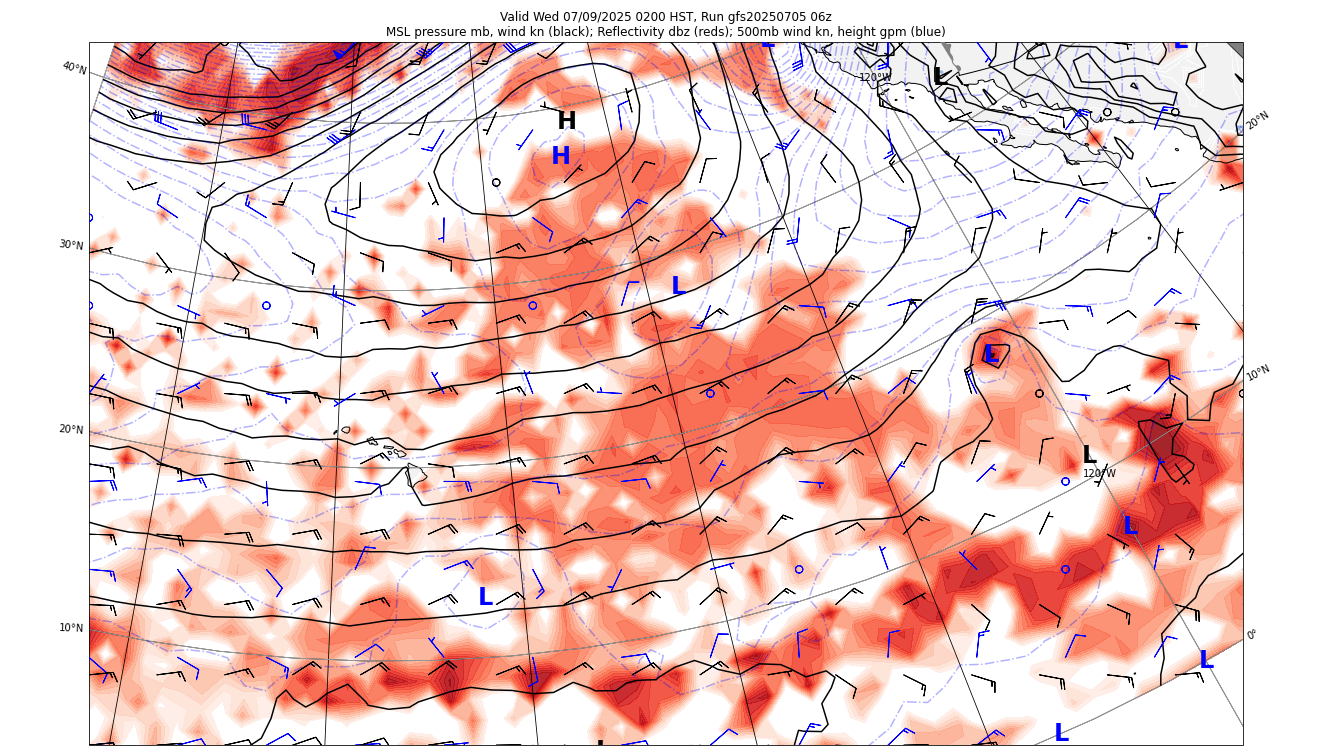 Valid Wed 07/09/2025 0200 HST, Run gfs20250705 06z
MSL pressure mb, wind kn (black); Reflectivity dbz (reds); 500mb wind kn, height gpm (blue)
L
L
40°N
120°W
L
20°N
H
H
30°N
L
L
10°N
20°N
L
120°W
L
L
10°N
0°
L
L
L